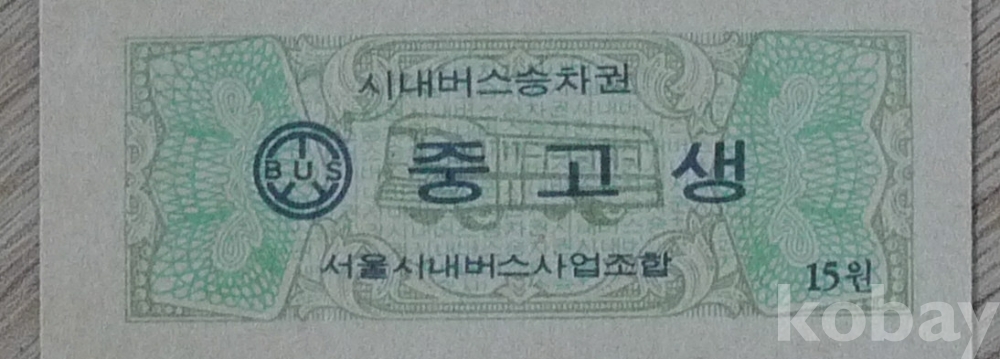 시내버스승차권
BUS
중고생
서울시내버스사업조합
15원
kobay